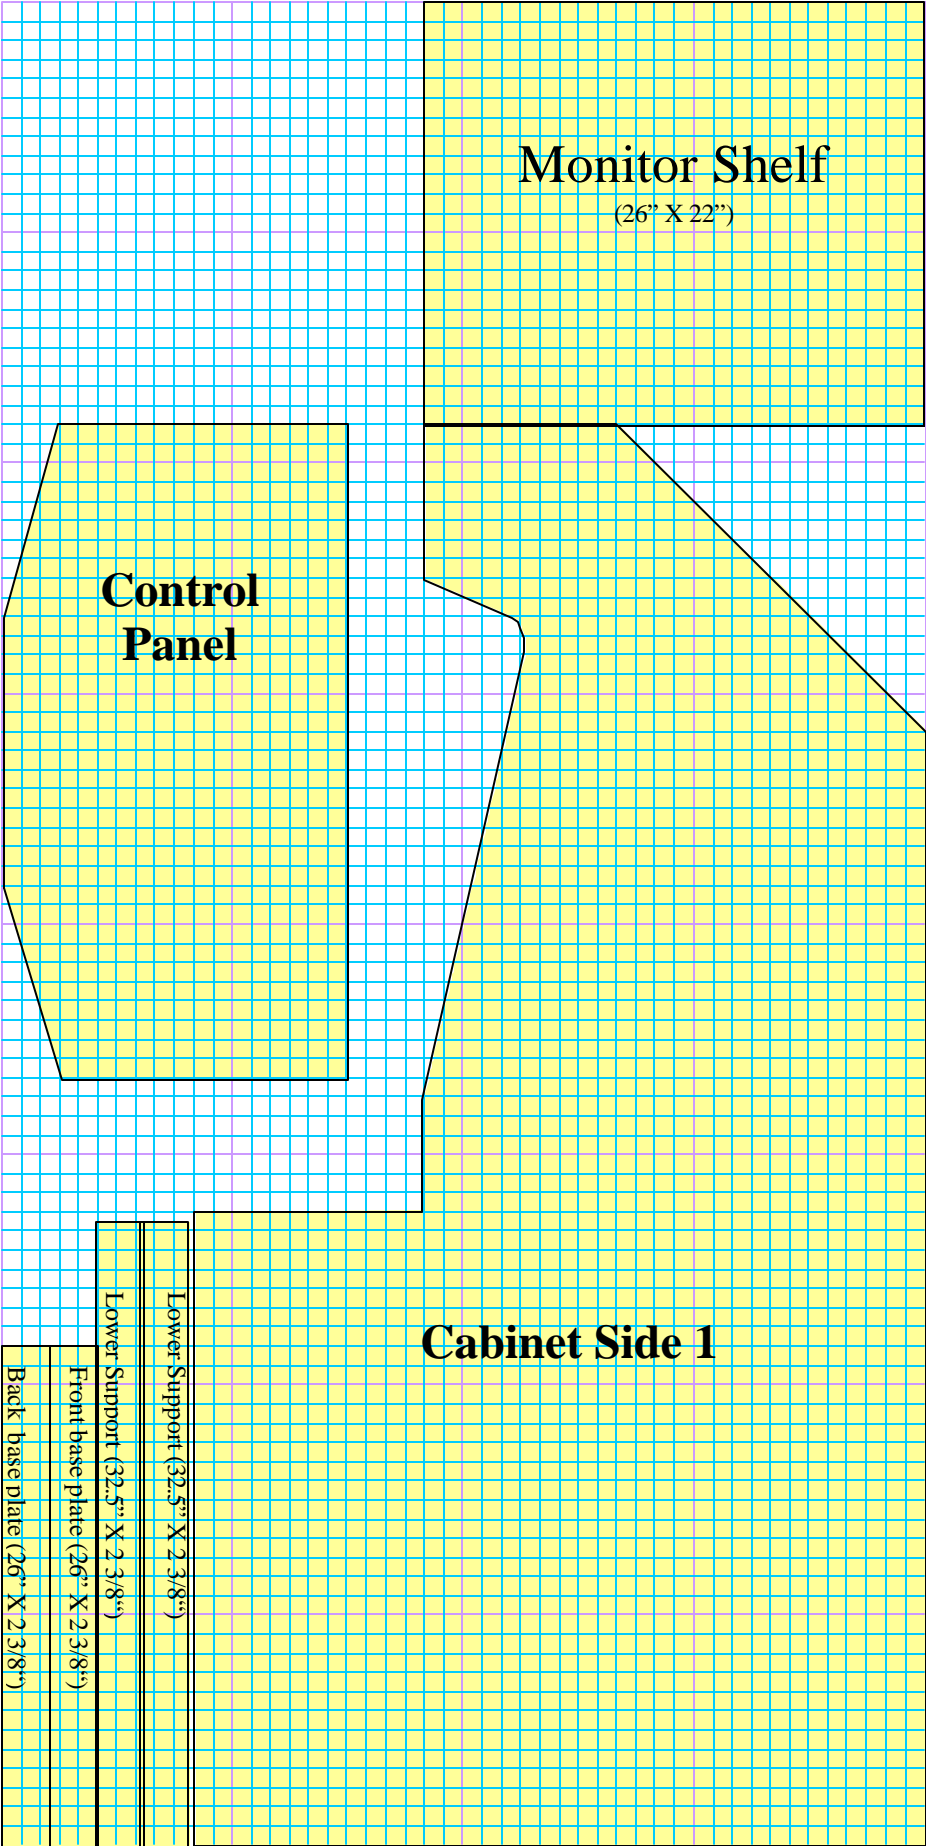 Monitor Shelf
(26” X 22”)
Control
Panel
Cabinet Side 1
Lower Support (32.5” X 2 3/8“)
Lower Support (32.5” X 2 3/8“)
Front base plate (26” X 2 3/8“)
Back base plate (26” X 2 3/8“)